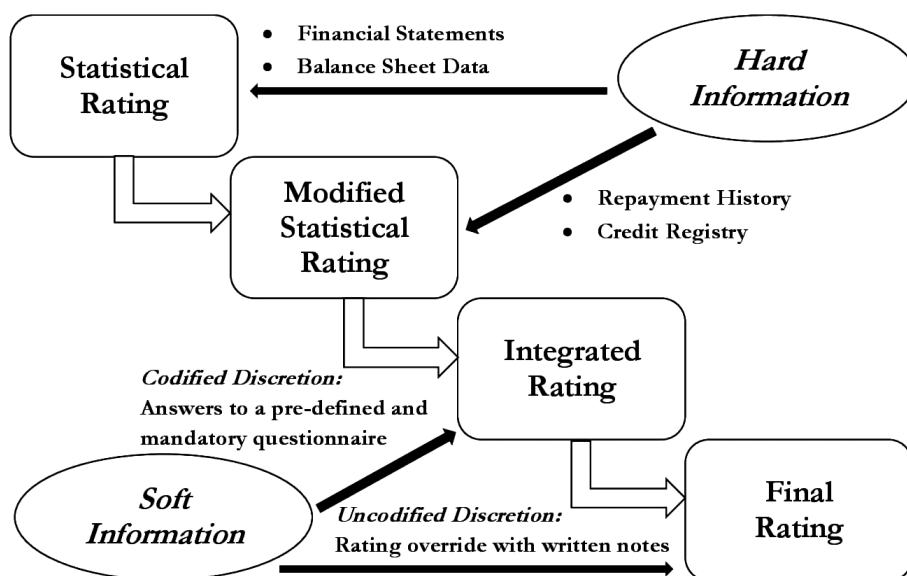 Statistical
Rating
• Financial Statements
• Balance Sheet Data
Hard
Information
Modified
Statistical
Rating
• Repayment History
• Credit Registry
Integrated
Rating
Codified Discretion:
Answers to a pre-defined and
mandatory questionnaire
Soft
Information
Uncodified Discretion:
Rating override with written notes
Final
Rating